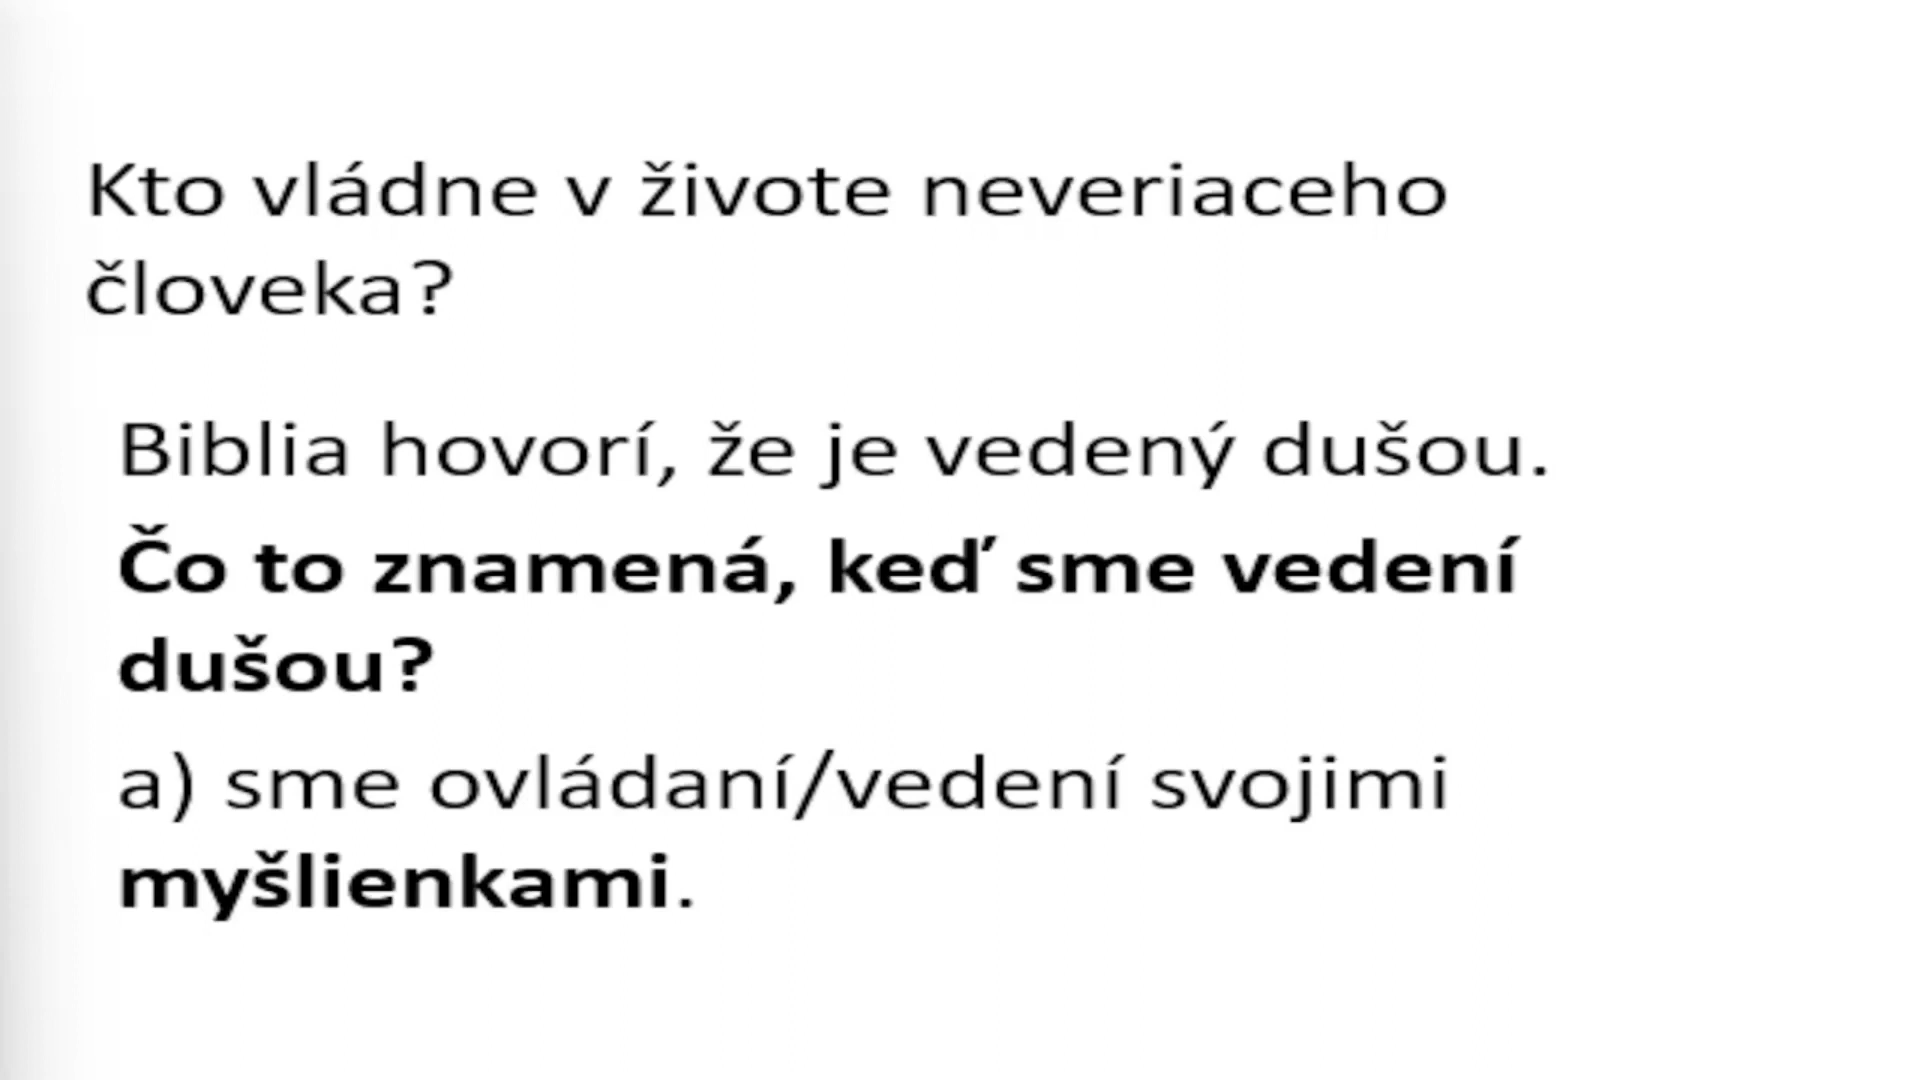 Kto vládne v živote neveriaceho
človeka?
Biblia hovorí, že je vedený dušou.
Čo to znamená, keď sme vedení
dušou?
a) sme ovládaní/vedení svojimi
myšlienkami.